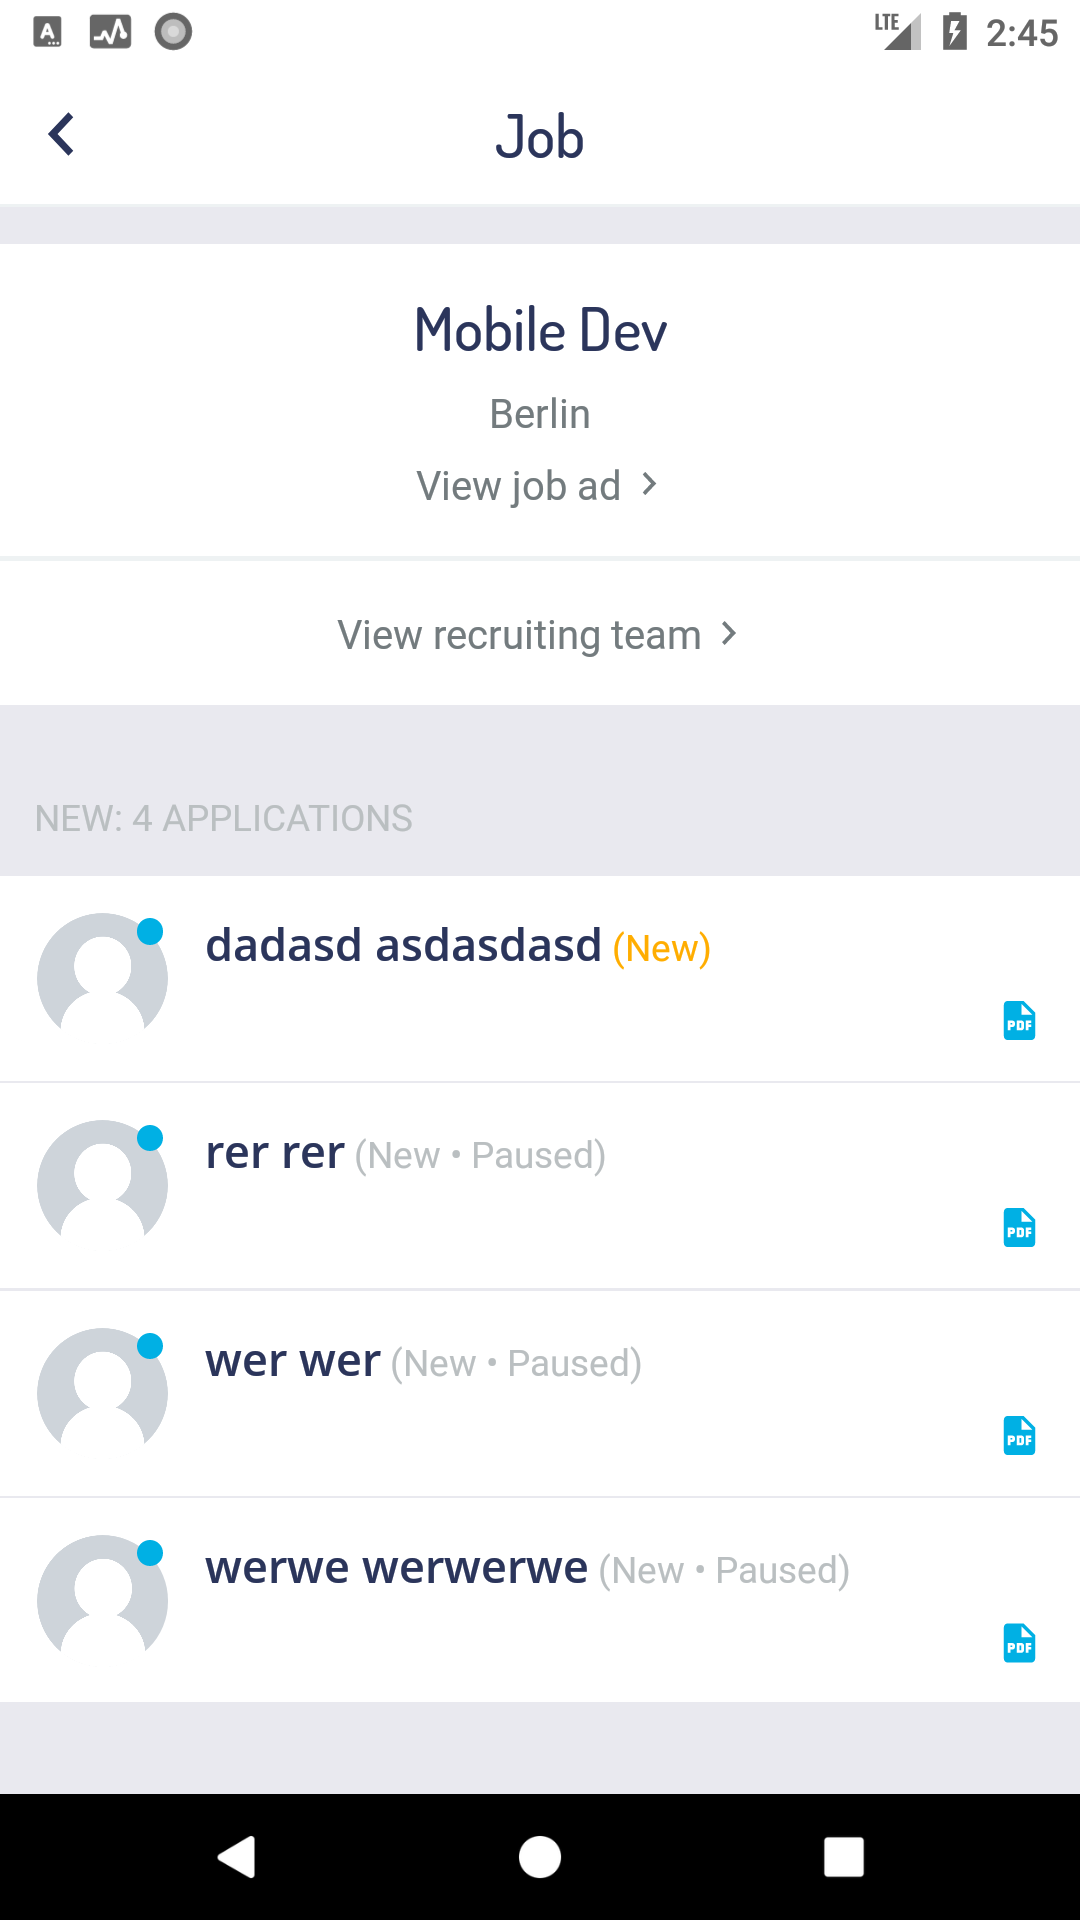 LTE 2:45
Job
Mobile Dev
Berlin
View job ad
View recruiting team
NEW: 4 APPLICATIONS
dadasd asdasdasd (New)
PDF
rer rer (New • Paused)
PDF
wer wer (New • Paused)
PDF
werwe werwerwe (New • Paused)
PDF